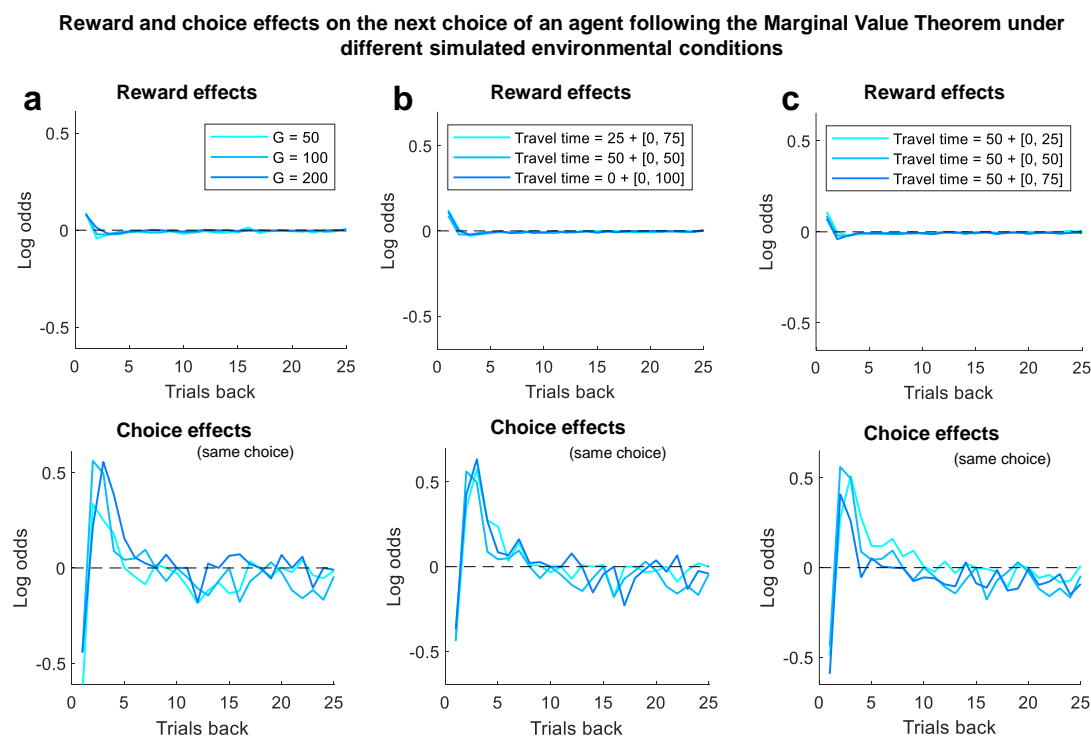 Reward and choice effects on the next choice of an agent following the Marginal Value Theorem under
different simulated environmental conditions
a
Reward effects
0.5
0
-0.5
Log odds
G = 50
G = 100
G = 200
0 5 10 15 20 25
Trials back
b
Reward effects
0.5
0
-0.5
Log odds
Travel time = 25 + [0, 75]
Travel time = 50 + [0, 50]
Travel time = 0 + [0, 100]
0 5 10 15 20 25
Trials back
c
Reward effects
0.5
0
-0.5
Log odds
Travel time = 50 + [0, 25]
Travel time = 50 + [0, 50]
Travel time = 50 + [0, 75]
0 5 10 15 20 25
Trials back
Choice effects
(same choice)
0.5
0
-0.5
Log odds
0 5 10 15 20 25
Trials back
Choice effects
(same choice)
0.5
0
-0.5
Log odds
0 5 10 15 20 25
Trials back
Choice effects
(same choice)
0.5
0
-0.5
Log odds
0 5 10 15 20 25
Trials back